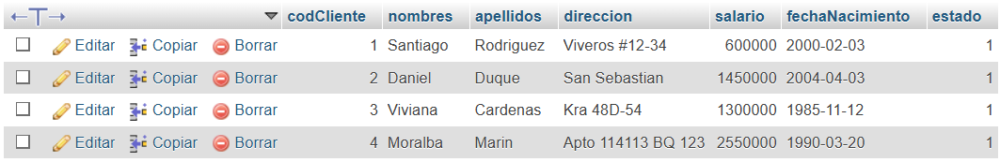 ←T→ codCliente nombres apellidos direccion salario fechaNacimiento estado
Editar Copiar Borrar 1 Santiago Rodriguez Viveros #12-34 600000 2000-02-03 1
Editar Copiar Borrar 2 Daniel Duque San Sebastian 1450000 2004-04-03 1
Editar Copiar Borrar 3 Viviana Cardenas Kra 48D-54 1300000 1985-11-12 1
Editar Copiar Borrar 4 Moralba Marin Apto 114113 BQ 123 2550000 1990-03-20 1